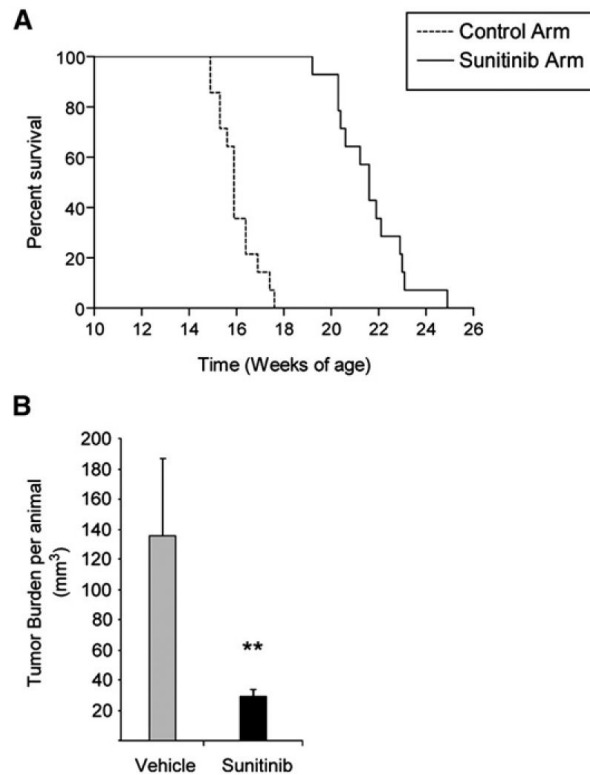 A
Control Arm
Sunitinib Arm
Percent survival
100
80
60
40
20
0
10 12 14 16 18 20 22 24 26
Time (Weeks of age)
B
Tumor Burden per animal
(mm³)
200
180
160
140
120
100
80
60
40
20
**
Vehicle Sunitinib